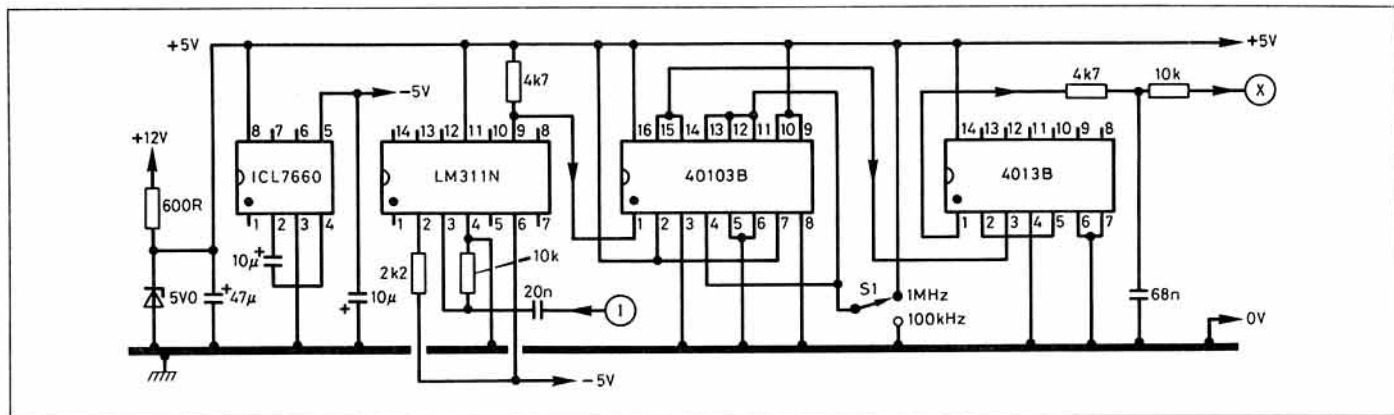 +5V
+5V
4k7
4k7
10k
X
-5V
8 7 6 5
14 13 12 11 10 9 8
16 15 14 13 12 11 10 9
14 13 12 11 10 9 8
+12V
ICL7660
LM311N
40103B
4013B
600R
1 2 3 4
1 2 3 4 5 6 7
1 2 3 4 5 6 7 8
1 2 3 4 5 6 7
10µ
+
2k2
10k
S1
1MHz
5V0
+
47µ
+
10µ
20n
1
100kHz
68n
0V
-5V